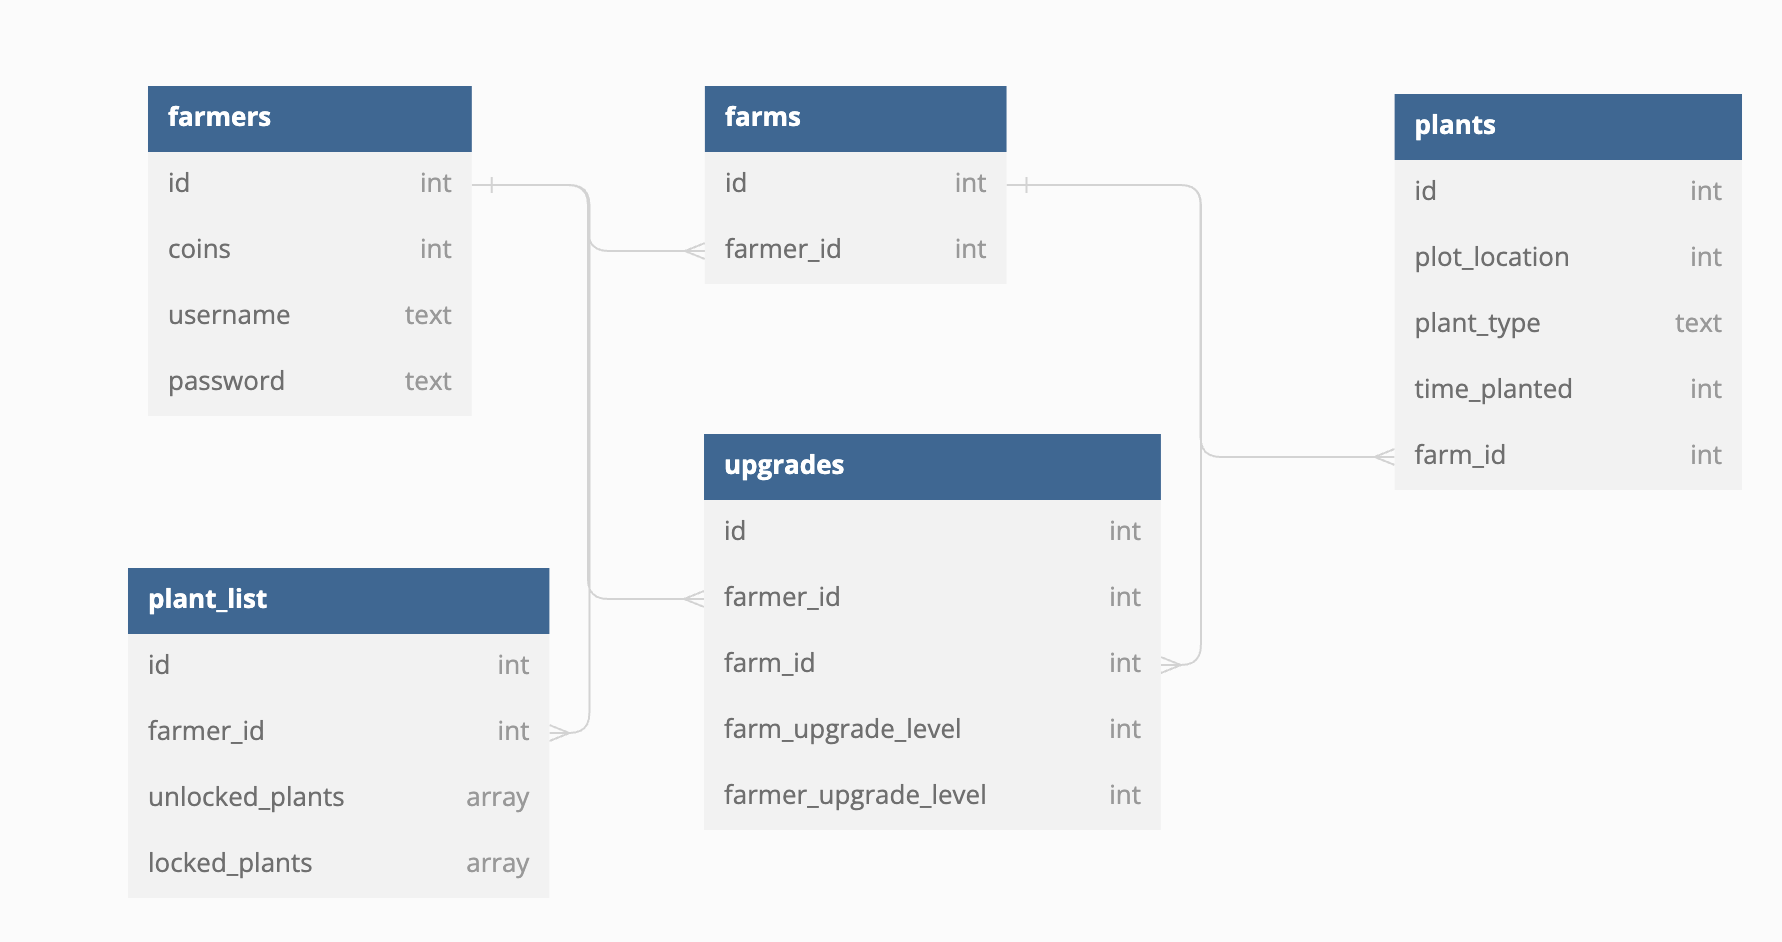 farmers
id int
coins int
username text
password text
farms
id int
farmer_id int
plants
id int
plot_location int
plant_type text
time_planted int
farm_id int
upgrades
id int
farmer_id int
farm_id int
farm_upgrade_level int
farmer_upgrade_level int
plant_list
id int
farmer_id int
unlocked_plants array
locked_plants array